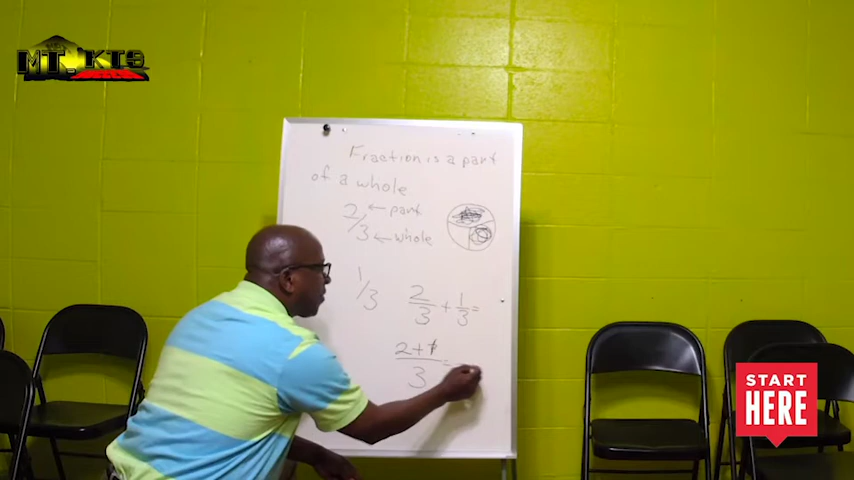 MT. KTƎ
Fraction is a part
of a whole
2/3 ← part
← whole
1/3 2/3 + 1/3 =
2+1/3 =
START
HERE